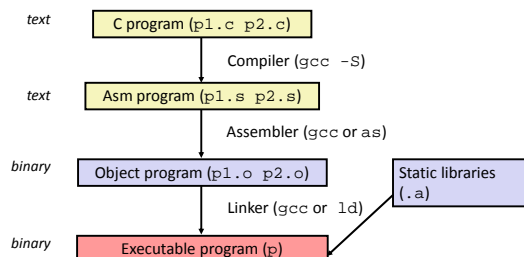 text C program (p1.c p2.c)
Compiler (gcc -S)
text Asm program (p1.s p2.s)
Assembler (gcc or as)
binary Object program (p1.o p2.o)
Static libraries
(.a)
Linker (gcc or ld)
binary Executable program (p)